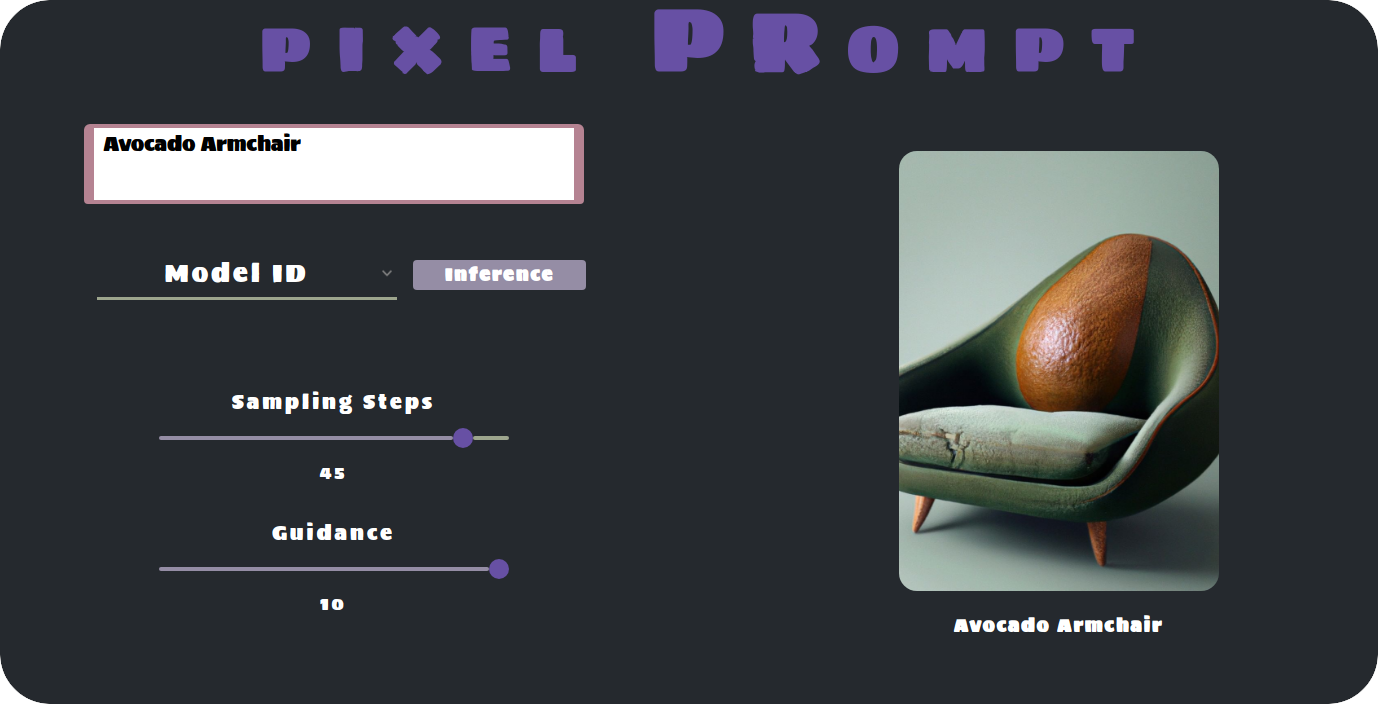 PIXEL PROMPT
Avocado Armchair
Model ID
Inference
Sampling Steps
45
Guidance
10
Avocado Armchair